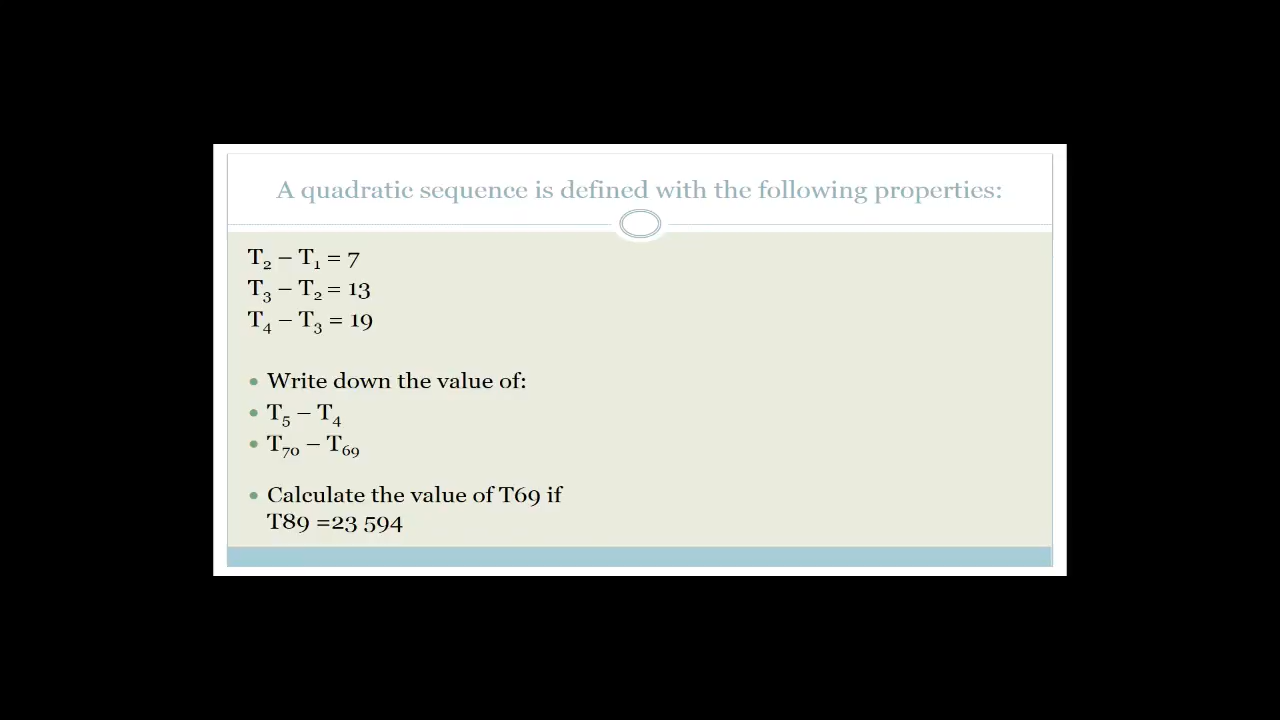 A quadratic sequence is defined with the following properties:
T₂ – T₁ = 7
T₃ – T₂ = 13
T₄ – T₃ = 19
• Write down the value of:
• T₅ – T₄
• T₇₀ – T₆₉
• Calculate the value of T69 if
T89 =23 594